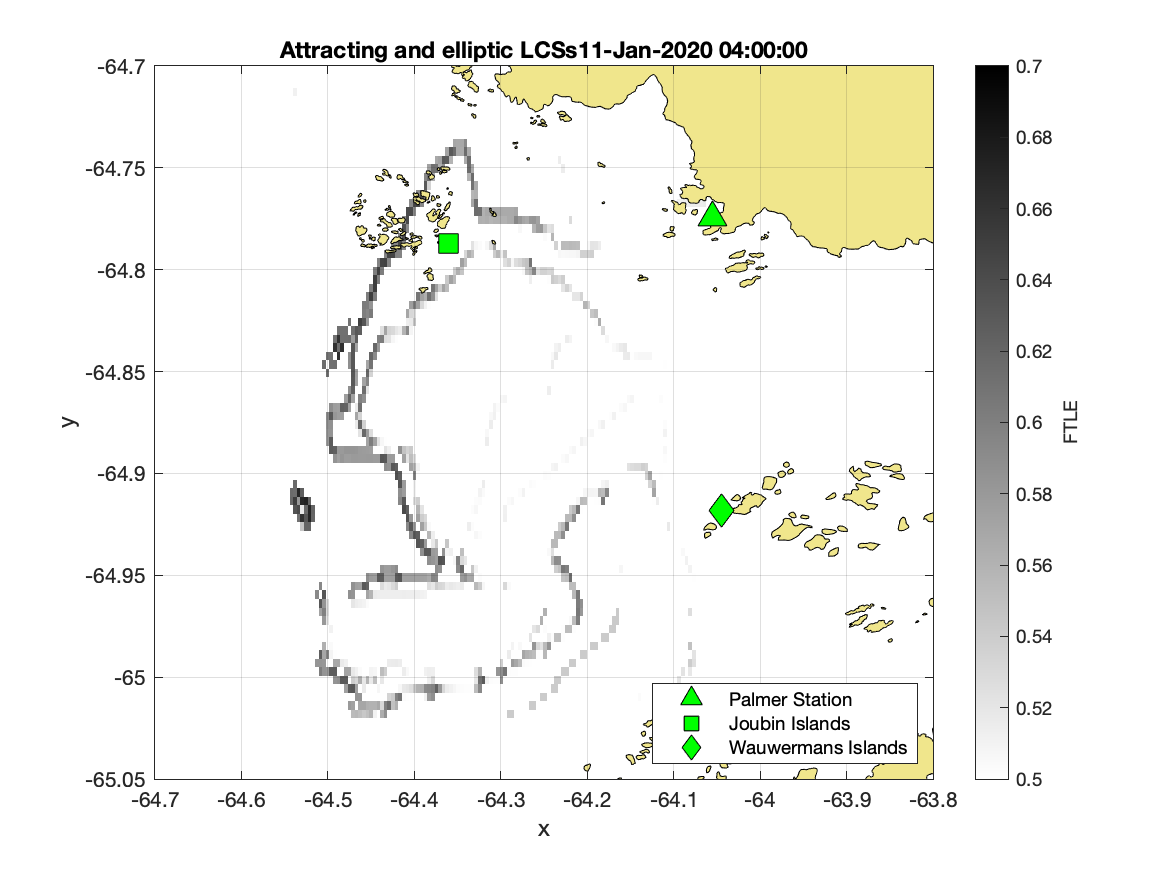 Attracting and elliptic LCSs11-Jan-2020 04:00:00
-64.7
-64.75
-64.8
-64.85
-64.9
-64.95
-65
-65.05
y
-64.7 -64.6 -64.5 -64.4 -64.3 -64.2 -64.1 -64 -63.9 -63.8
x
Palmer Station
Joubin Islands
Wauwermans Islands
0.7
0.68
0.66
0.64
0.62
0.6
0.58
0.56
0.54
0.52
0.5
FTLE